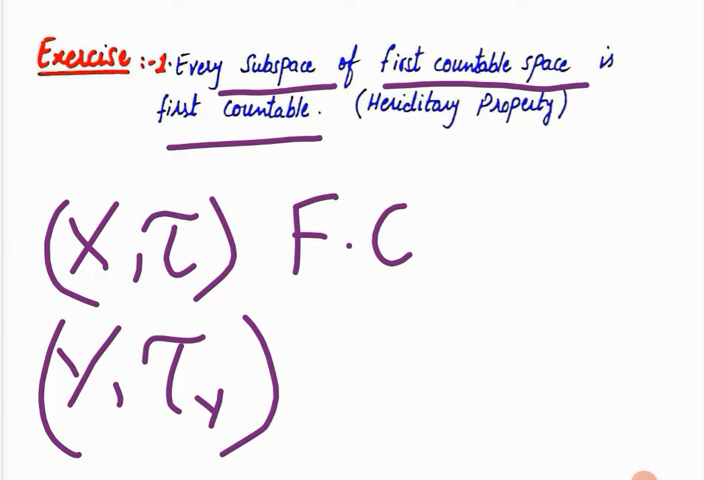 Exercise :-1. Every subspace of first countable space is
first countable. (Heriditary Property)
(X, τ) F.C
(Y, τ_Y)